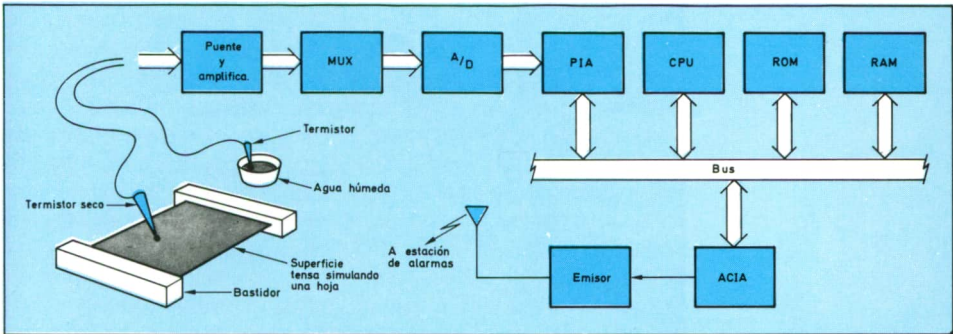 Puente
y
amplifica.
MUX
A/D
PIA
CPU
ROM
RAM
Termistor
Agua húmeda
Bus
Termistor seco
A estación
de alarmas
Superficie
tensa simulando
una hoja
Bastidor
Emisor
ACIA